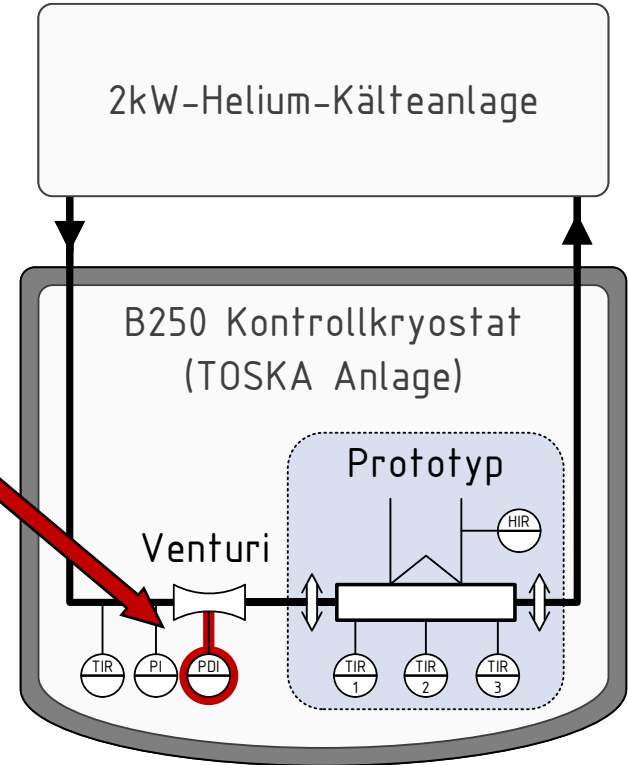 2kW-Helium-Kälteanlage
B250 Kontrollkryostat
(TOSKA Anlage)
Prototyp
HIR
Venturi
TIR
PI
PDI
TIR
1
TIR
2
TIR
3